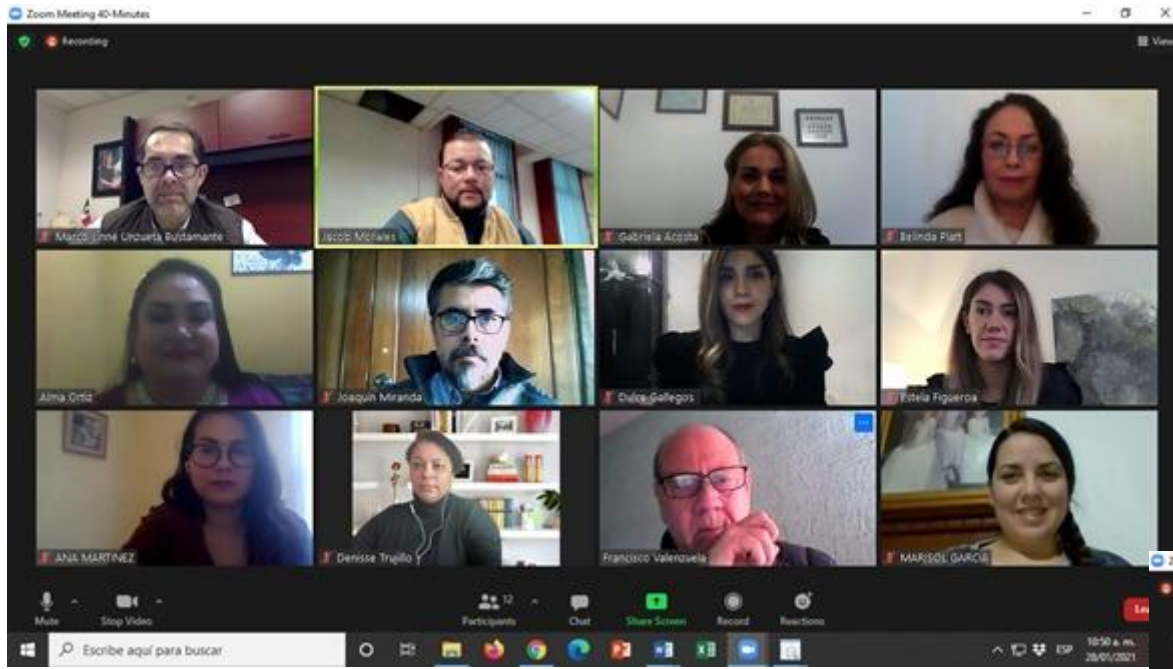 Zoom Meeting 40-Minutes
Recording
View
Marco Linne Unzueta Bustamante
Jacob Morales
Gabriela Acosta
Belinda Platt
Alma Ortiz
Joaquin Miranda
Dulce Gallegos
Estela Figueroa
ANA MARTINEZ
Denisse Trujillo
Francisco Valenzuela
MARISOL GARCIA
Mute
Stop Video
12
Participants
Chat
Share Screen
Record
Reactions
Escribe aquí para buscar
ESP
10:50 a. m.
28/01/2021